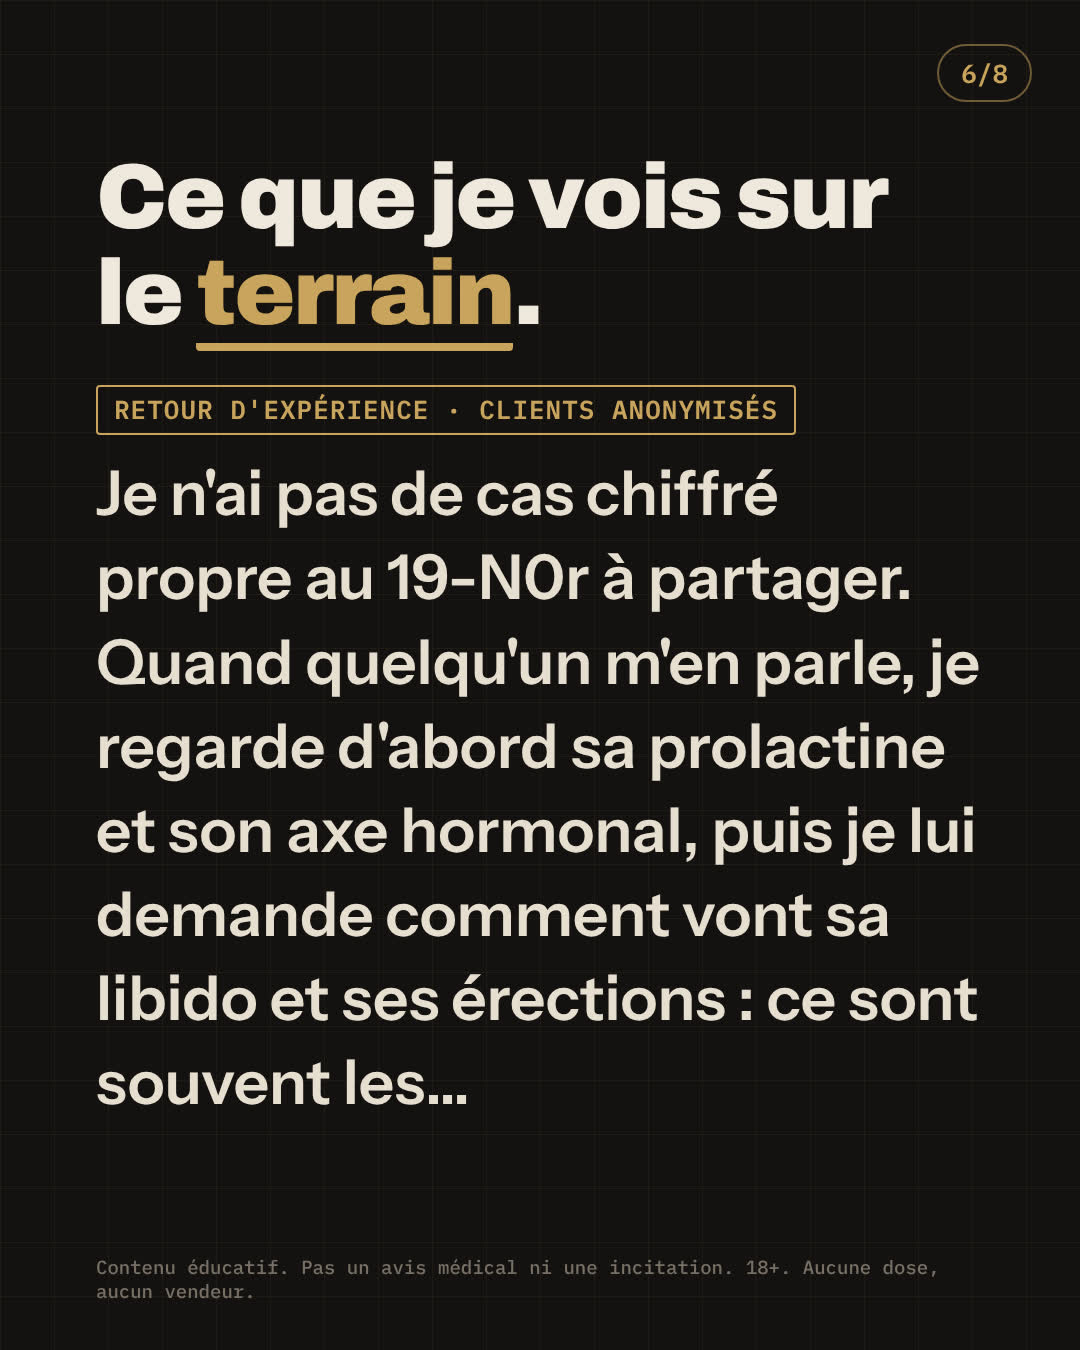 6/8
Ce que je vois sur
le terrain.
RETOUR D'EXPÉRIENCE · CLIENTS ANONYMISÉS
Je n'ai pas de cas chiffré
propre au 19-N0r à partager.
Quand quelqu'un m'en parle, je
regarde d'abord sa prolactine
et son axe hormonal, puis je lui
demande comment vont sa
libido et ses érections : ce sont
souvent les...
Contenu éducatif. Pas un avis médical ni une incitation. 18+. Aucune dose,
aucun vendeur.